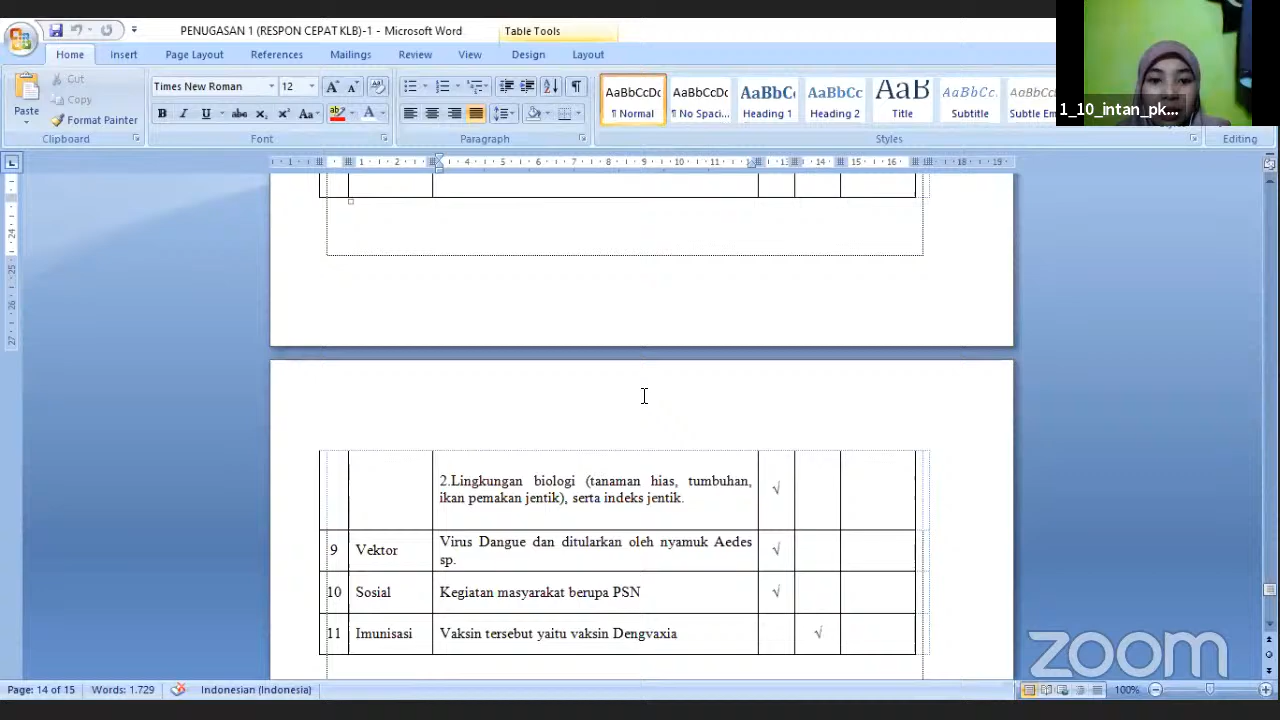 PENUGASAN 1 (RESPON CEPAT KLB)-1 - Microsoft Word
Table Tools
Home Insert Page Layout References Mailings Review View Design Layout
Paste
Cut
Copy
Format Painter
Clipboard
Times New Roman 12
Font
Paragraph
AaBbCcDc AaBbCcDc AaBbCc AaBbCc AaB AaBbCc. AaBbCc.
¶ Normal ¶ No Spaci... Heading 1 Heading 2 Title Subtitle Subtle Em
Styles
Editing
1_10_intan_pk...
2.Lingkungan biologi (tanaman hias, tumbuhan, √
ikan pemakan jentik), serta indeks jentik.
9 Vektor Virus Dangue dan ditularkan oleh nyamuk Aedes √
sp.
10 Sosial Kegiatan masyarakat berupa PSN √
11 Imunisasi Vaksin tersebut yaitu vaksin Dengvaxia √
zoom
Page: 14 of 15 Words: 1.729 Indonesian (Indonesia) 100%